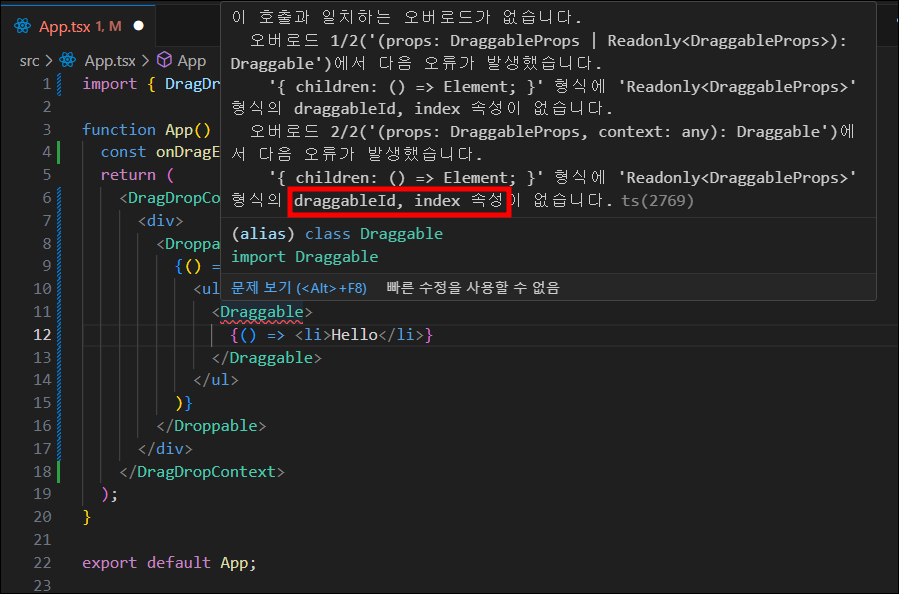 App.tsx 1, M
src > App.tsx > App
이 호출과 일치하는 오버로드가 없습니다.
오버로드 1/2('(props: DraggableProps | Readonly<DraggableProps>):
Draggable')에서 다음 오류가 발생했습니다.
'{ children: () => Element; }' 형식에 'Readonly<DraggableProps>'
형식의 draggableId, index 속성이 없습니다.
오버로드 2/2('(props: DraggableProps, context: any): Draggable')에
서 다음 오류가 발생했습니다.
'{ children: () => Element; }' 형식에 'Readonly<DraggableProps>'
형식의 draggableId, index 속성이 없습니다. ts(2769)
(alias) class Draggable
import Draggable
문제 보기 (<Alt>+F8) 빠른 수정을 사용할 수 없음
1 import { DragDr
2
3 function App()
4 const onDragE
5 return (
6 <DragDropCo
7 <div>
8 <Droppa
9 {() =
10 <ul
11 <Draggable>
12 {() => <li>Hello</li>}
13 </Draggable>
14 </ul>
15 )}
16 </Droppable>
17 </div>
18 </DragDropContext>
19 );
20 }
21
22 export default App;
23